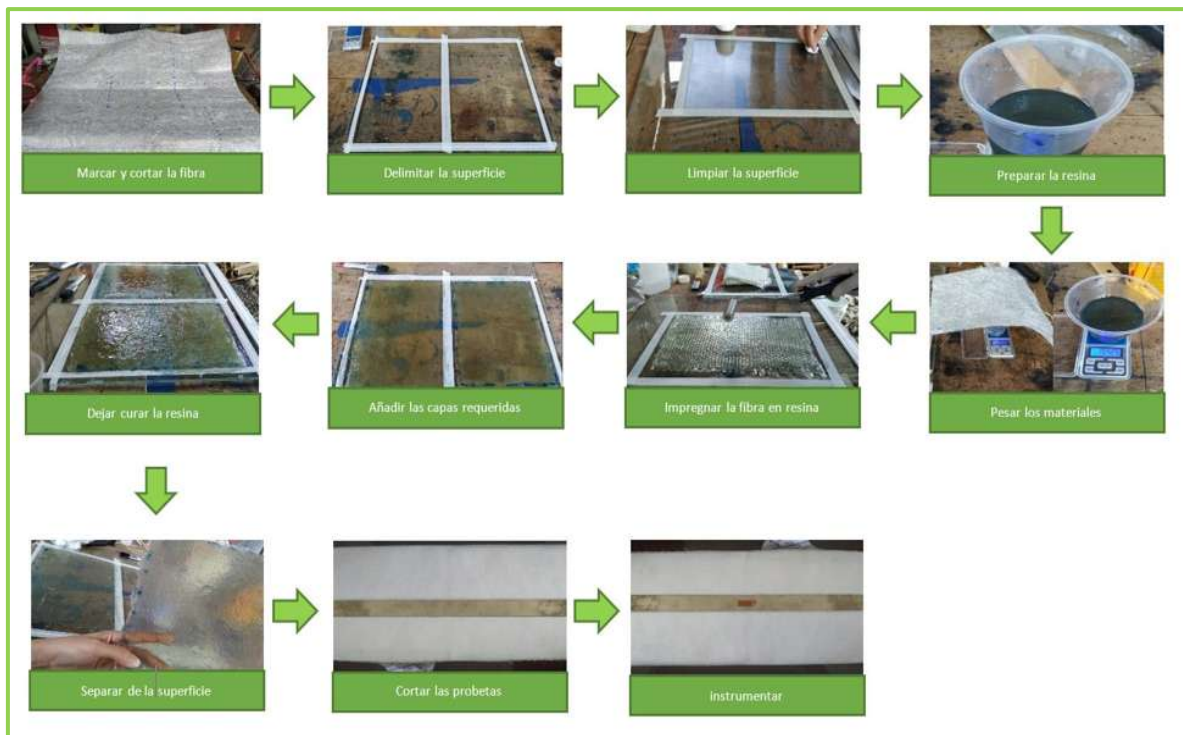 Marcar y cortar la fibra
Delimitar la superficie
Limpiar la superficie
Preparar la resina
Pesar los materiales
Impregnar la fibra en resina
Añadir las capas requeridas
Dejar curar la resina
Separar de la superficie
Cortar las probetas
instrumentar